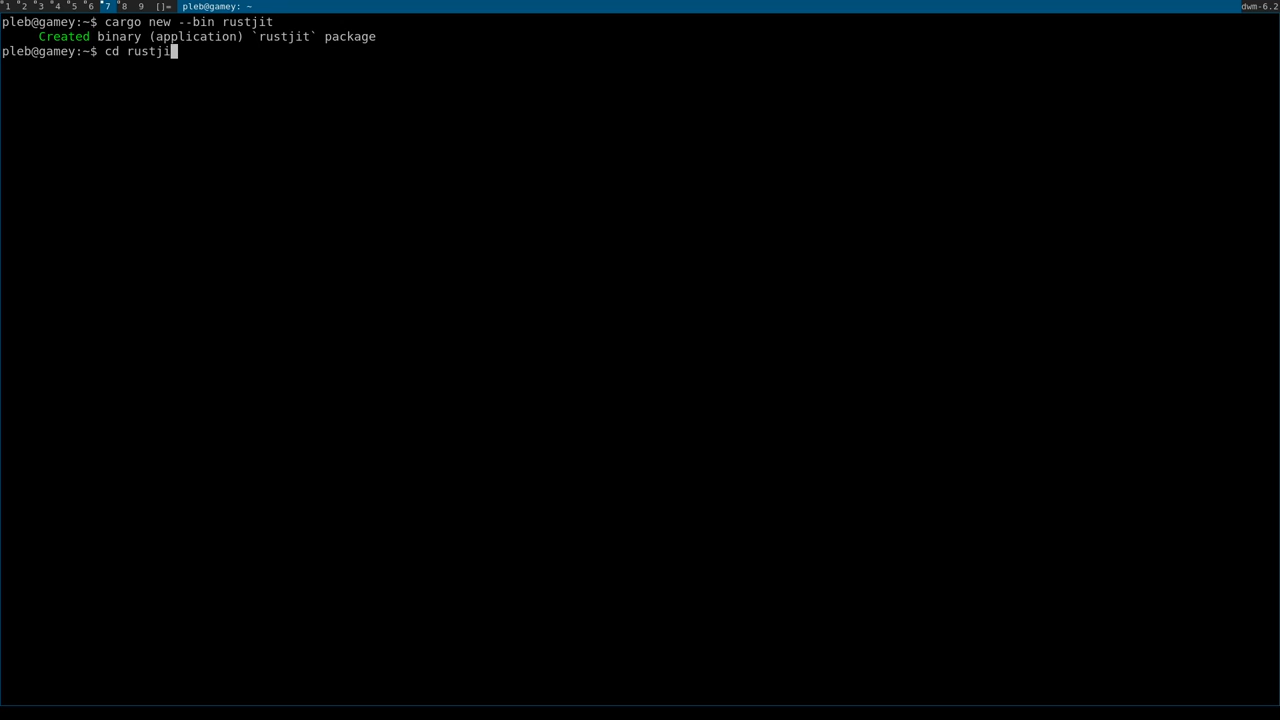 1 2 3 4 5 6 7 8 9 []= pleb@gamey: ~ dwm-6.2
pleb@gamey:~$ cargo new --bin rustjit
Created binary (application) `rustjit` package
pleb@gamey:~$ cd rustji